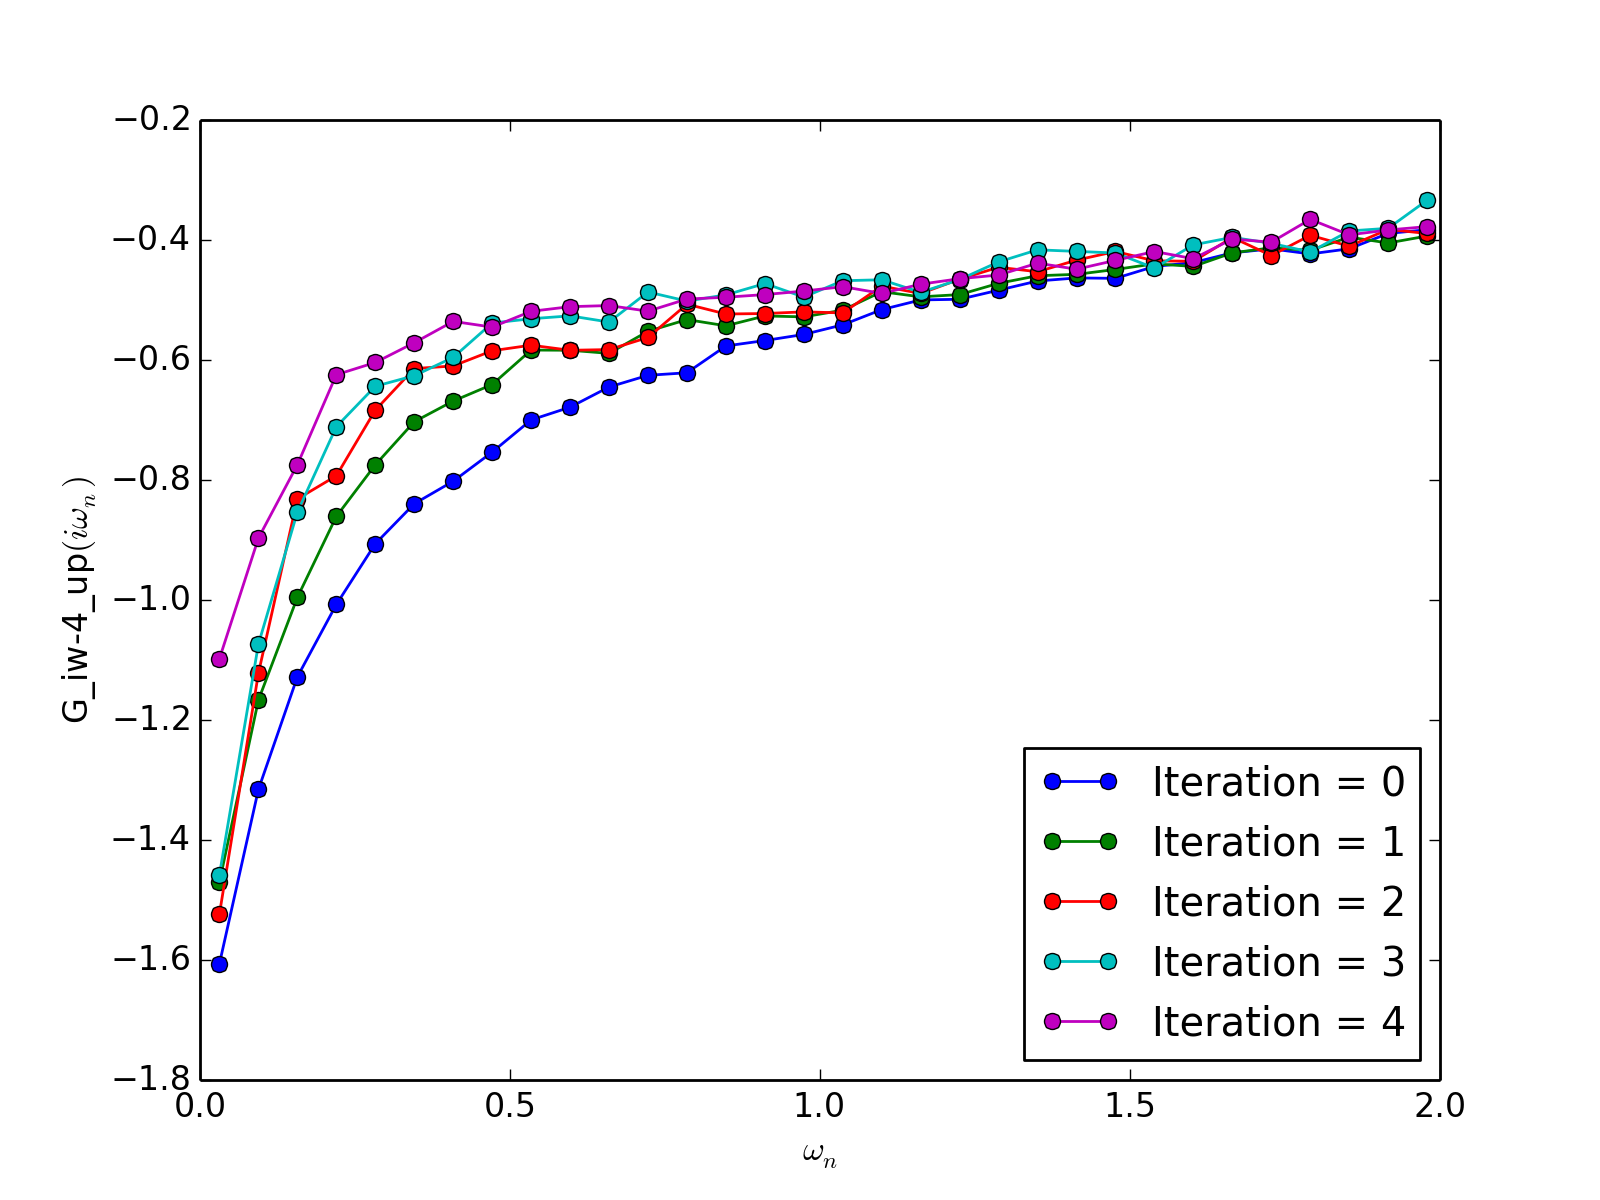 −0.2
−0.4
−0.6
−0.8
−1.0
−1.2
−1.4
−1.6
−1.8
G_iw-4_up(iωₙ)
0.0 0.5 1.0 1.5 2.0
ωₙ
Iteration = 0
Iteration = 1
Iteration = 2
Iteration = 3
Iteration = 4